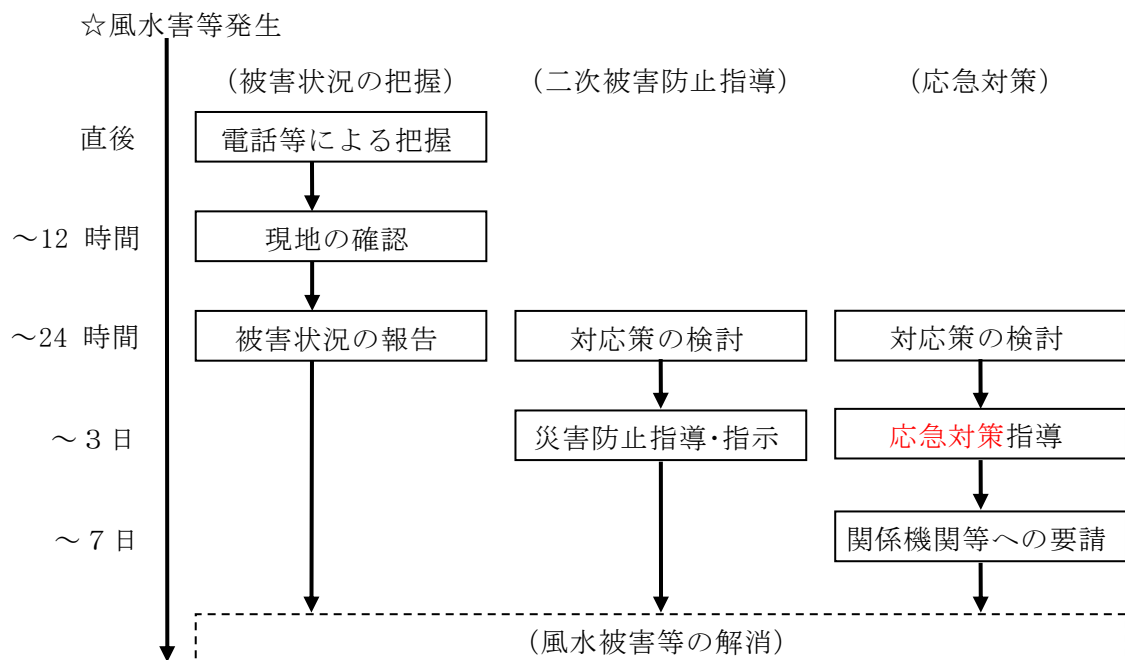 ☆風水害等発生
(被害状況の把握) (二次被害防止指導) (応急対策)
直後 電話等による把握
～12 時間 現地の確認
～24 時間 被害状況の報告 対応策の検討 対応策の検討
～３日 災害防止指導・指示 応急対策指導
～７日 関係機関等への要請
(風水被害等の解消)